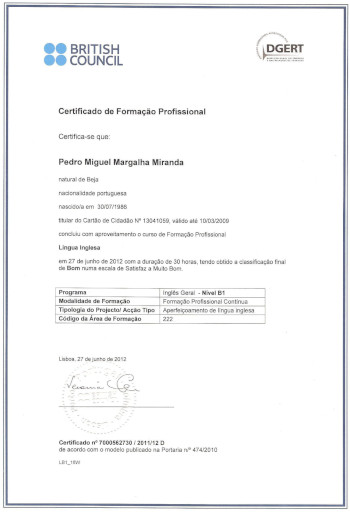 BRITISH
COUNCIL
DGERT
Certificado de Formação Profissional
Certifica-se que:
Pedro Miguel Margalha Miranda
natural de Beja
nacionalidade portuguesa
nascido/a em 30/07/1986
titular do Cartão de Cidadão Nº 13041059, válido até 10/03/2009
concluiu com aproveitamento o curso de Formação Profissional
Língua Inglesa
em 27 de junho de 2012 com a duração de 30 horas, tendo obtido a classificação final
de Bom numa escala de Satisfaz a Muito Bom.
Programa Inglês Geral - Nível B1
Modalidade de Formação Formação Profissional Contínua
Tipologia do Projecto/ Acção Tipo Aperfeiçoamento de língua inglesa
Código da Área de Formação 222
Lisboa, 27 de junho de 2012
Certificado nº 7000562730 / 2011/12 D
de acordo com o modelo publicado na Portaria nº 474/2010